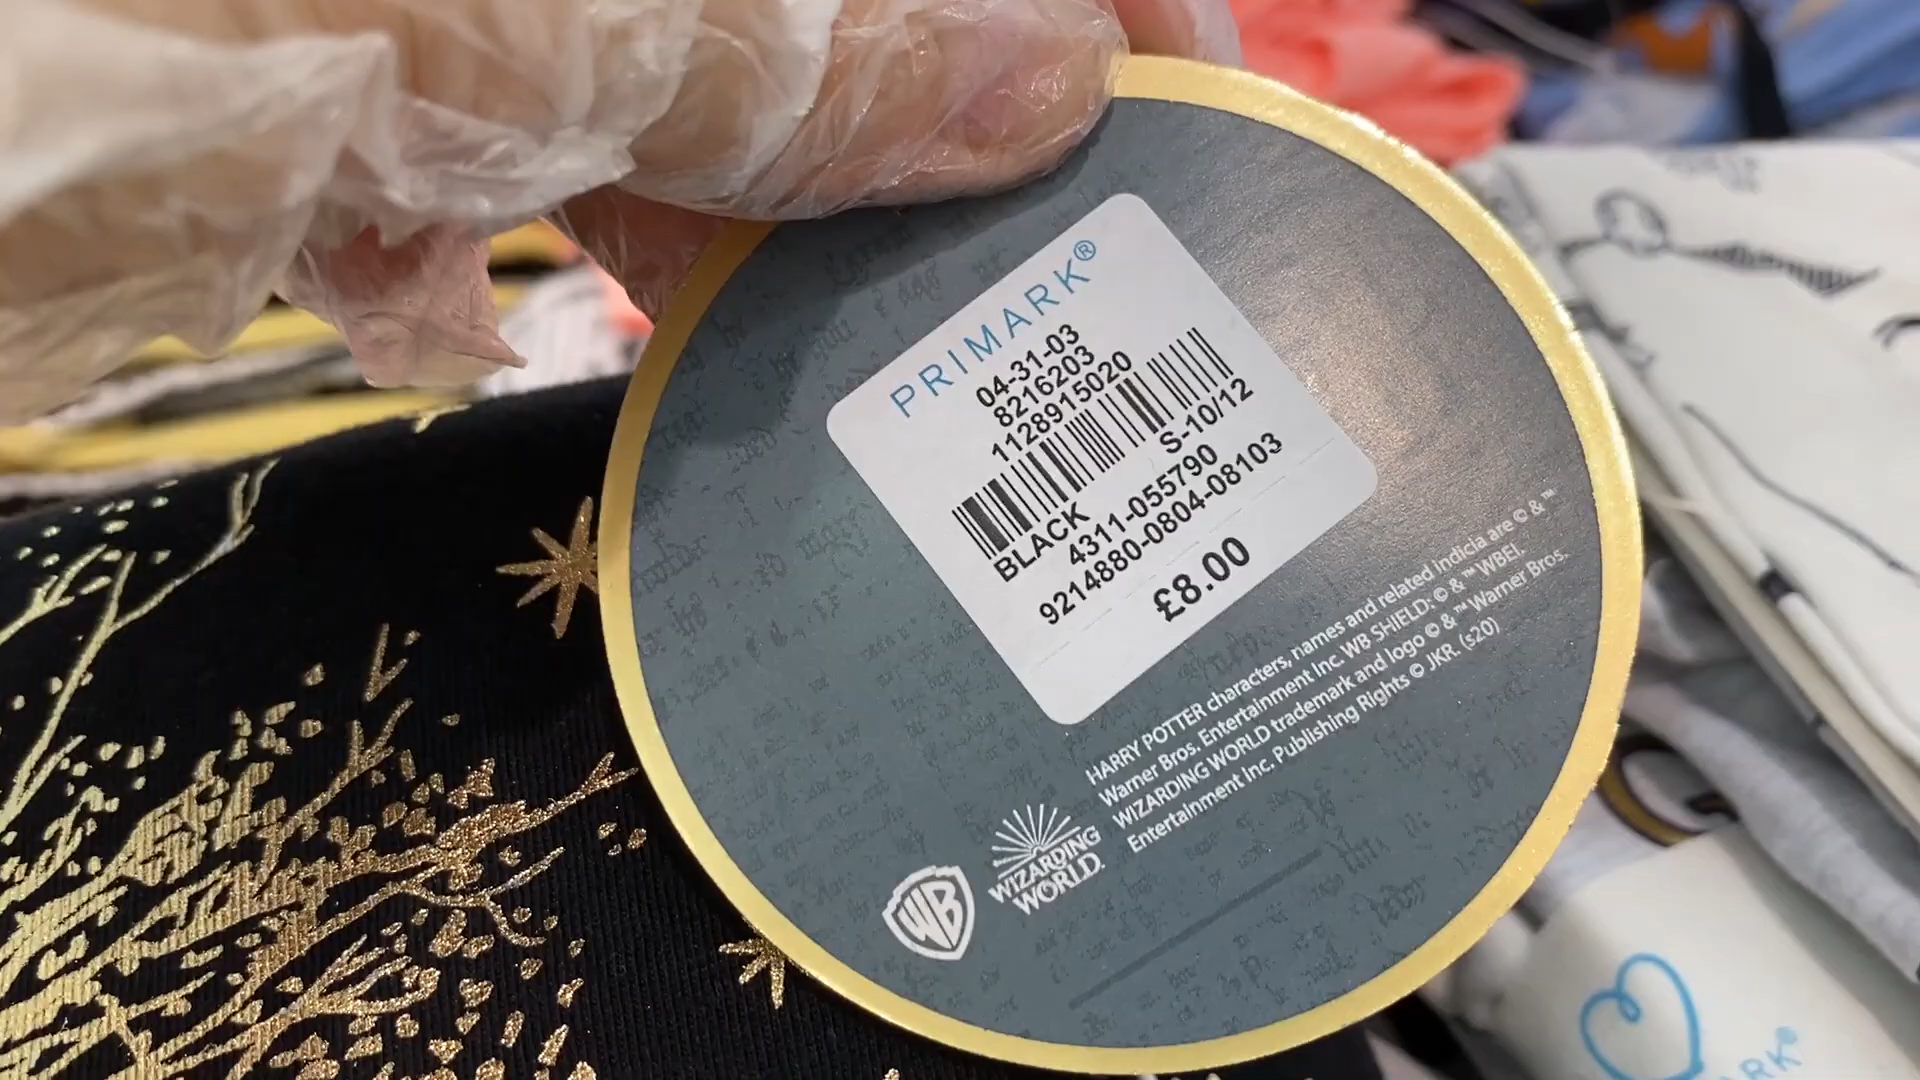 PRIMARK®
04-31-03
8216203
1128915020
BLACK S-10/12
4311-055790
9214880-0804-08103
£8.00
HARRY POTTER characters, names and related indicia are © & ™
Warner Bros. Entertainment Inc. WB SHIELD: © & ™ WBEI.
WIZARDING WORLD trademark and logo © & ™ Warner Bros.
Entertainment Inc. Publishing Rights © JKR. (s20)
WB
WIZARDING
WORLD.